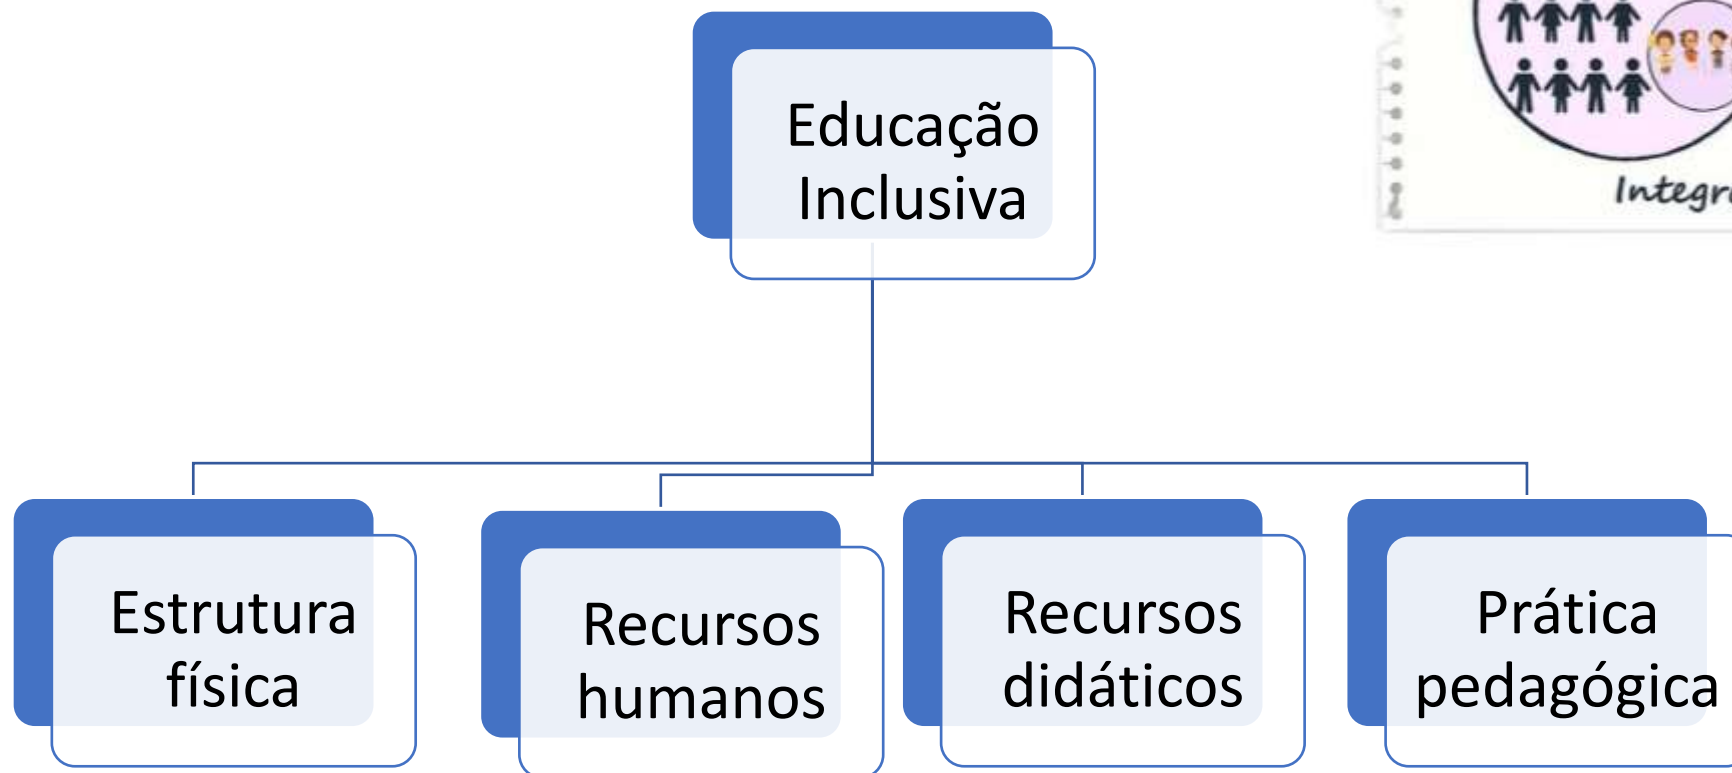 Educação
Inclusiva
Estrutura
física
Recursos
humanos
Recursos
didáticos
Prática
pedagógica